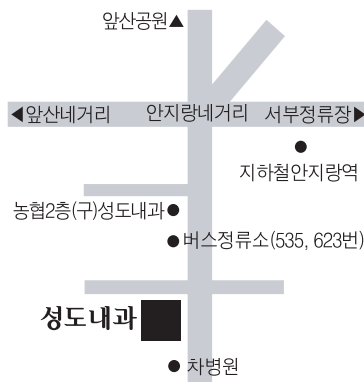 앞산공원▲
◀앞산네거리 안지랑네거리 서부정류장▶
지하철안지랑역
농협2층(구)성도내과
버스정류소(535, 623번)
성도내과
차병원